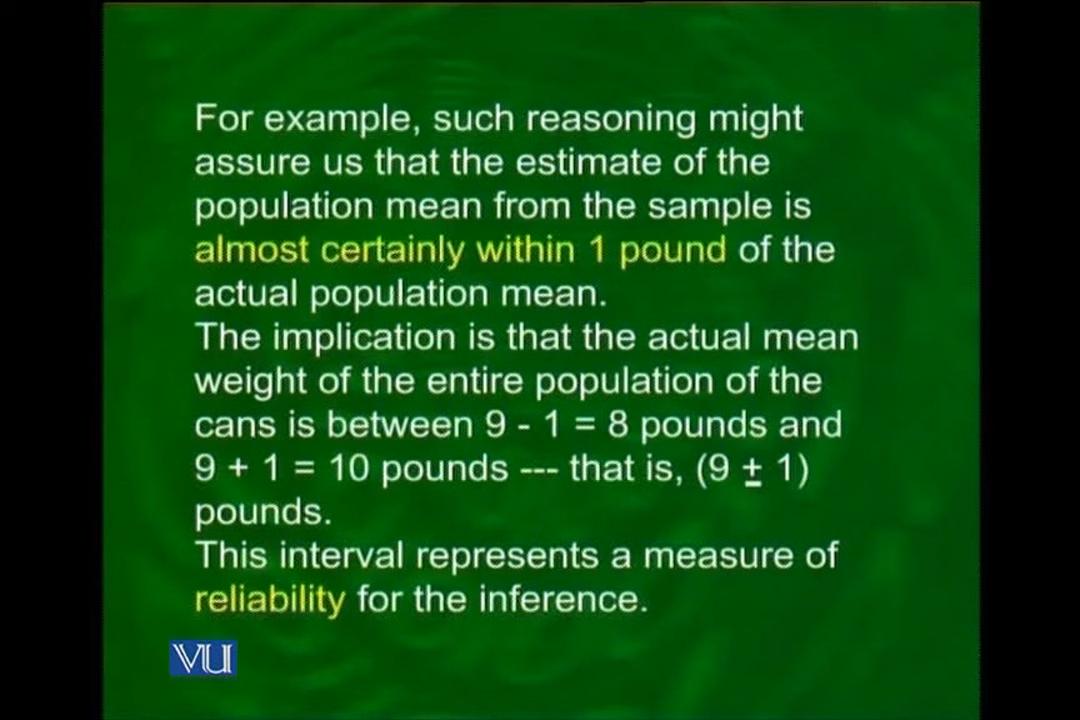 For example, such reasoning might
assure us that the estimate of the
population mean from the sample is
almost certainly within 1 pound of the
actual population mean.
The implication is that the actual mean
weight of the entire population of the
cans is between 9 - 1 = 8 pounds and
9 + 1 = 10 pounds --- that is, (9 ± 1)
pounds.
This interval represents a measure of
reliability for the inference.
VU